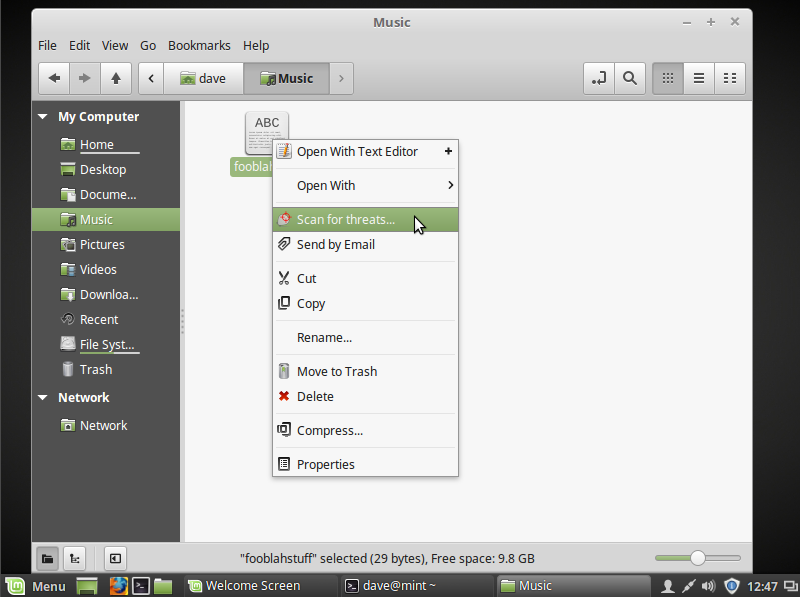 Music
File Edit View Go Bookmarks Help
dave Music
My Computer
Home
Desktop
Docume...
Music
Pictures
Videos
Downloa...
Recent
File Syst...
Trash
Network
Network
ABC
fooblah
Open With Text Editor
Open With
Scan for threats...
Send by Email
Cut
Copy
Rename...
Move to Trash
Delete
Compress...
Properties
"fooblahstuff" selected (29 bytes), Free space: 9.8 GB
Menu Welcome Screen dave@mint ~ Music 12:47